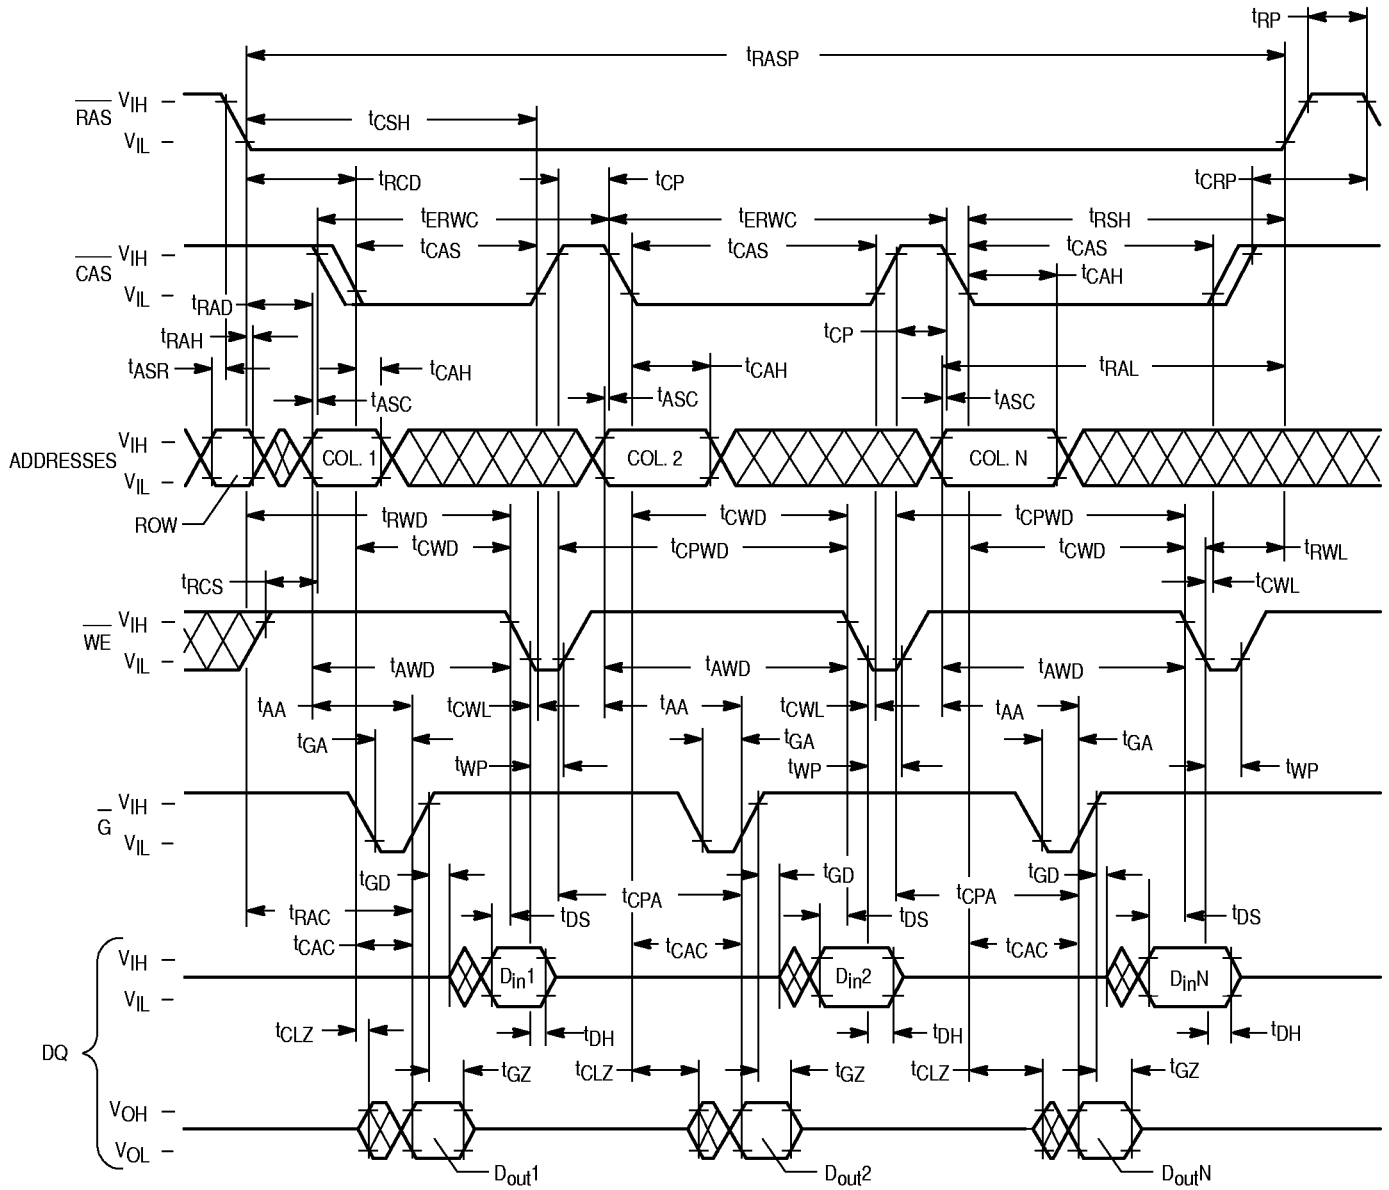 tRP
tRASP
RAS VIH
VIL
tCSH
tRCD tCP tCRP
tERWC tERWC tRSH
CAS VIH
VIL
tCAS tCAS tCAS
tCAH
tRAD
tRAH tCP
tASR tCAH tCAH tRAL
tASC tASC tASC
ADDRESSES VIH
VIL
COL. 1 COL. 2 COL. N
ROW
tRWD tCWD tCPWD
tCWD tCPWD tCWD tRWL
tRCS tCWL
WE VIH
VIL
tAWD tAWD tAWD
tAA tCWL tAA tCWL tAA
tGA tGA tGA
tWP tWP tWP
G VIH
VIL
tGD tGD tGD
tCPA tCPA
tRAC tDS tDS tDS
tCAC tCAC tCAC
DQ
VIH
VIL
Din1 Din2 DinN
tCLZ tDH tDH tDH
tGZ tCLZ tGZ tCLZ tGZ
VOH
VOL
Dout1 Dout2 DoutN